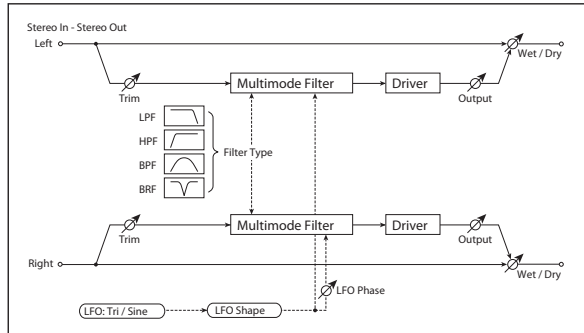 Stereo In - Stereo Out
Left
Wet / Dry
Trim
Multimode Filter
Driver
Output
LPF
HPF
BPF
BRF
Filter Type
Trim
Multimode Filter
Driver
Output
Right
Wet / Dry
LFO Phase
LFO: Tri / Sine
LFO Shape